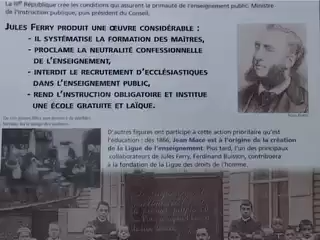 La IIIe République crée les conditions qui assurent la primauté de l'enseignement public. Ministre
de l'Instruction publique, puis président du Conseil,
JULES FERRY PRODUIT UNE ŒUVRE CONSIDÉRABLE :
- IL SYSTÉMATISE LA FORMATION DES MAÎTRES,
- PROCLAME LA NEUTRALITÉ CONFESSIONNELLE
DE L'ENSEIGNEMENT,
- INTERDIT LE RECRUTEMENT D'ECCLÉSIASTIQUES
DANS L'ENSEIGNEMENT PUBLIC,
- REND L'INSTRUCTION OBLIGATOIRE ET INSTITUE
UNE ÉCOLE GRATUITE ET LAÏQUE.
D'autres figures ont participé à cette action prioritaire qu'est
l'éducation : dès 1866, Jean Macé est à l'origine de la création
de la Ligue de l'enseignement. Plus tard, l'un des principaux
collaborateurs de Jules Ferry, Ferdinand Buisson, contribuera
à la fondation de la Ligue des droits de l'homme.